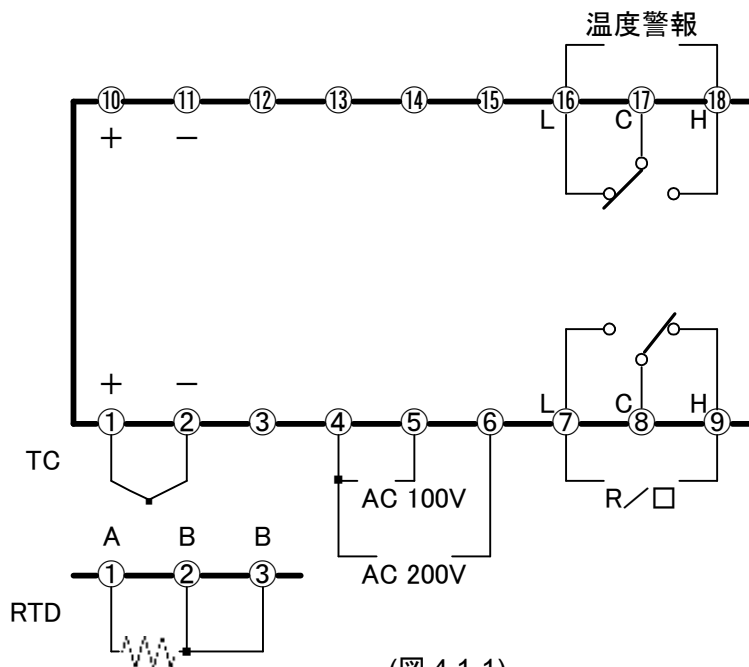 温度警報
⑩ ⑪ ⑫ ⑬ ⑭ ⑮ ⑯ ⑰ ⑱
+ − L C H
+ − L C H
① ② ③ ④ ⑤ ⑥ ⑦ ⑧ ⑨
TC
AC 100V
R/□
A B B
AC 200V
① ② ③
RTD
(図 4-1-1)